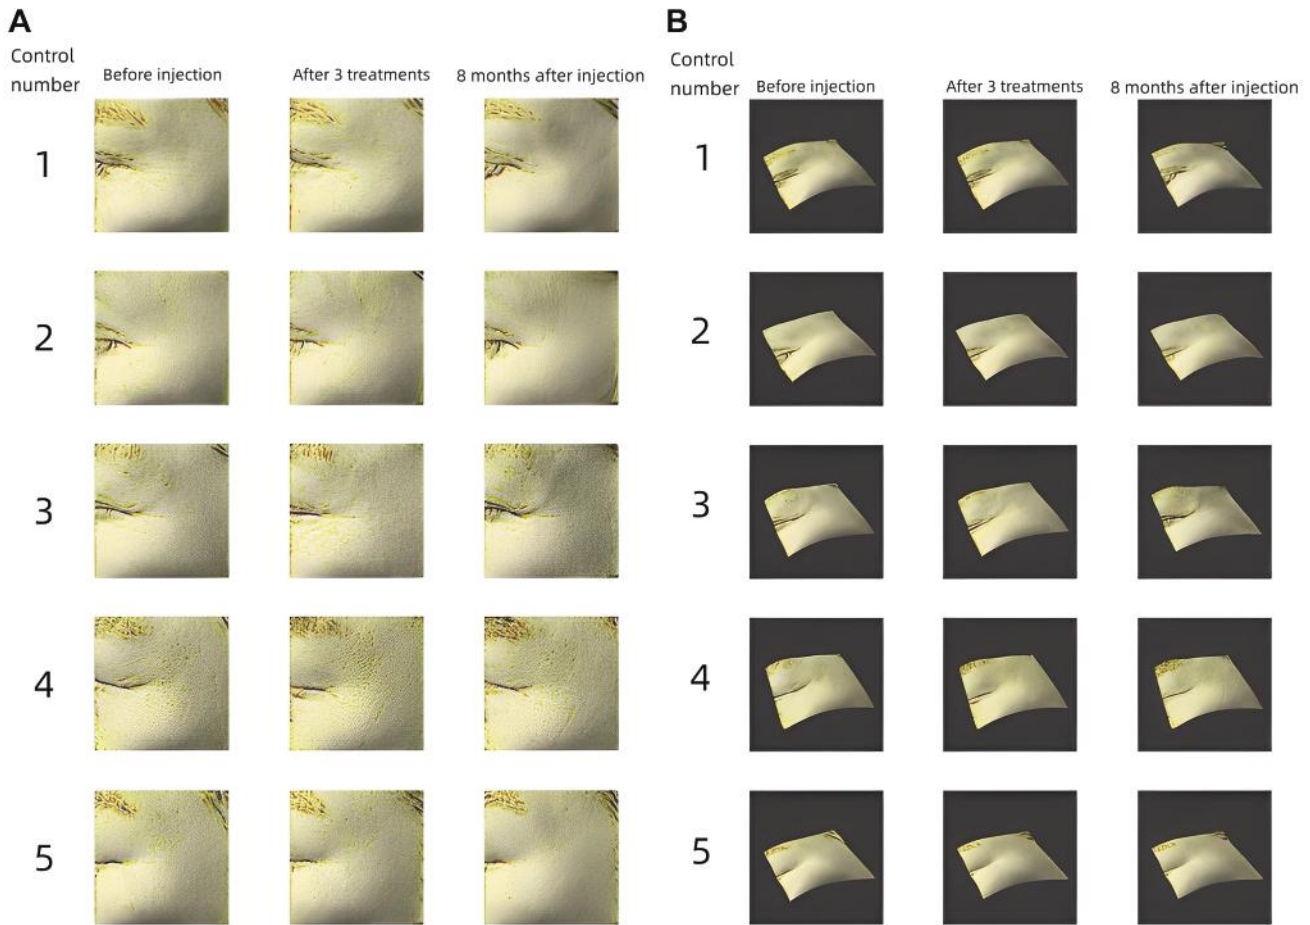 A
Control
number
Before injection
After 3 treatments
8 months after injection
1
2
3
4
5
B
Control
number
Before injection
After 3 treatments
8 months after injection
1
2
3
4
5